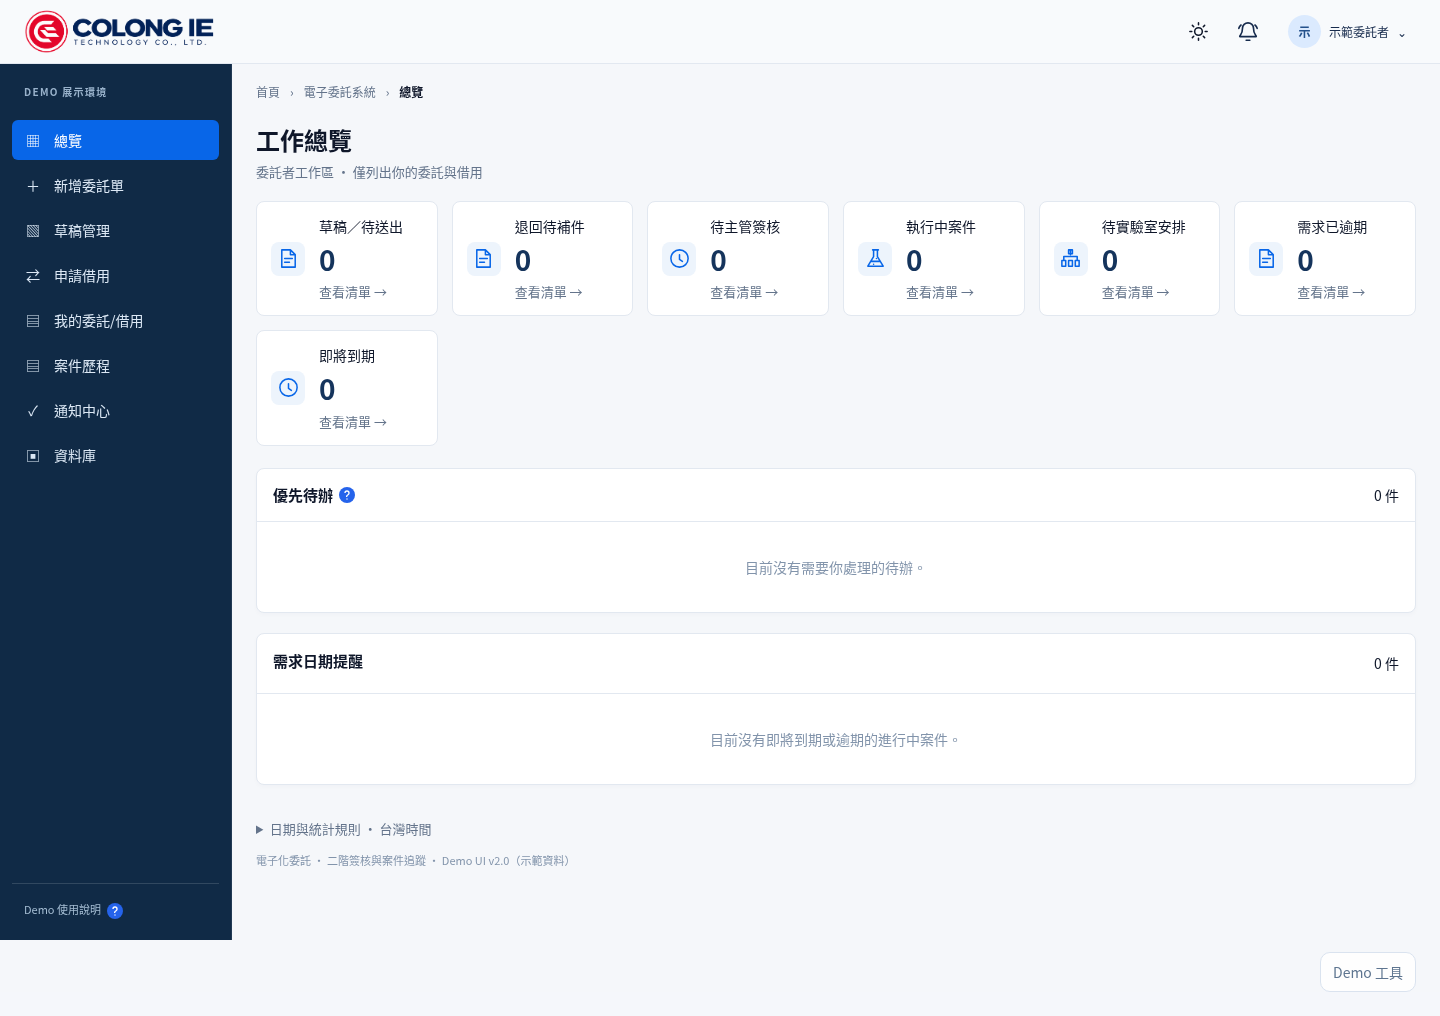 COLONG IE
TECHNOLOGY CO., LTD.
示 示範委託者
DEMO 展示環境
總覽
新增委託單
草稿管理
申請借用
我的委託/借用
案件歷程
通知中心
資料庫
Demo 使用說明 ?
首頁 › 電子委託系統 › 總覽
工作總覽
委託者工作區 • 僅列出你的委託與借用
草稿／待送出
0
查看清單 →
退回待補件
0
查看清單 →
待主管簽核
0
查看清單 →
執行中案件
0
查看清單 →
待實驗室安排
0
查看清單 →
需求已逾期
0
查看清單 →
即將到期
0
查看清單 →
優先待辦 ? 0 件
目前沒有需要你處理的待辦。
需求日期提醒 0 件
目前沒有即將到期或逾期的進行中案件。
▶ 日期與統計規則 • 台灣時間
電子化委託 • 二階簽核與案件追蹤 • Demo UI v2.0（示範資料）
Demo 工具